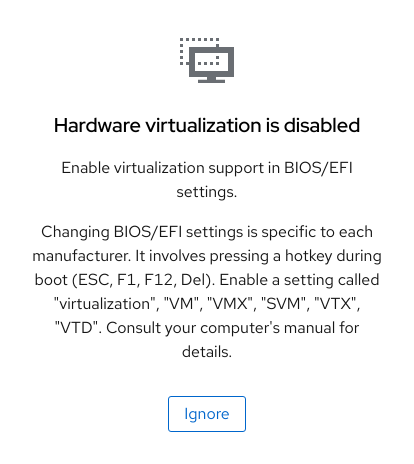 Hardware virtualization is disabled
Enable virtualization support in BIOS/EFI
settings.
Changing BIOS/EFI settings is specific to each
manufacturer. It involves pressing a hotkey during
boot (ESC, F1, F12, Del). Enable a setting called
"virtualization", "VM", "VMX", "SVM", "VTX",
"VTD". Consult your computer's manual for
details.
Ignore